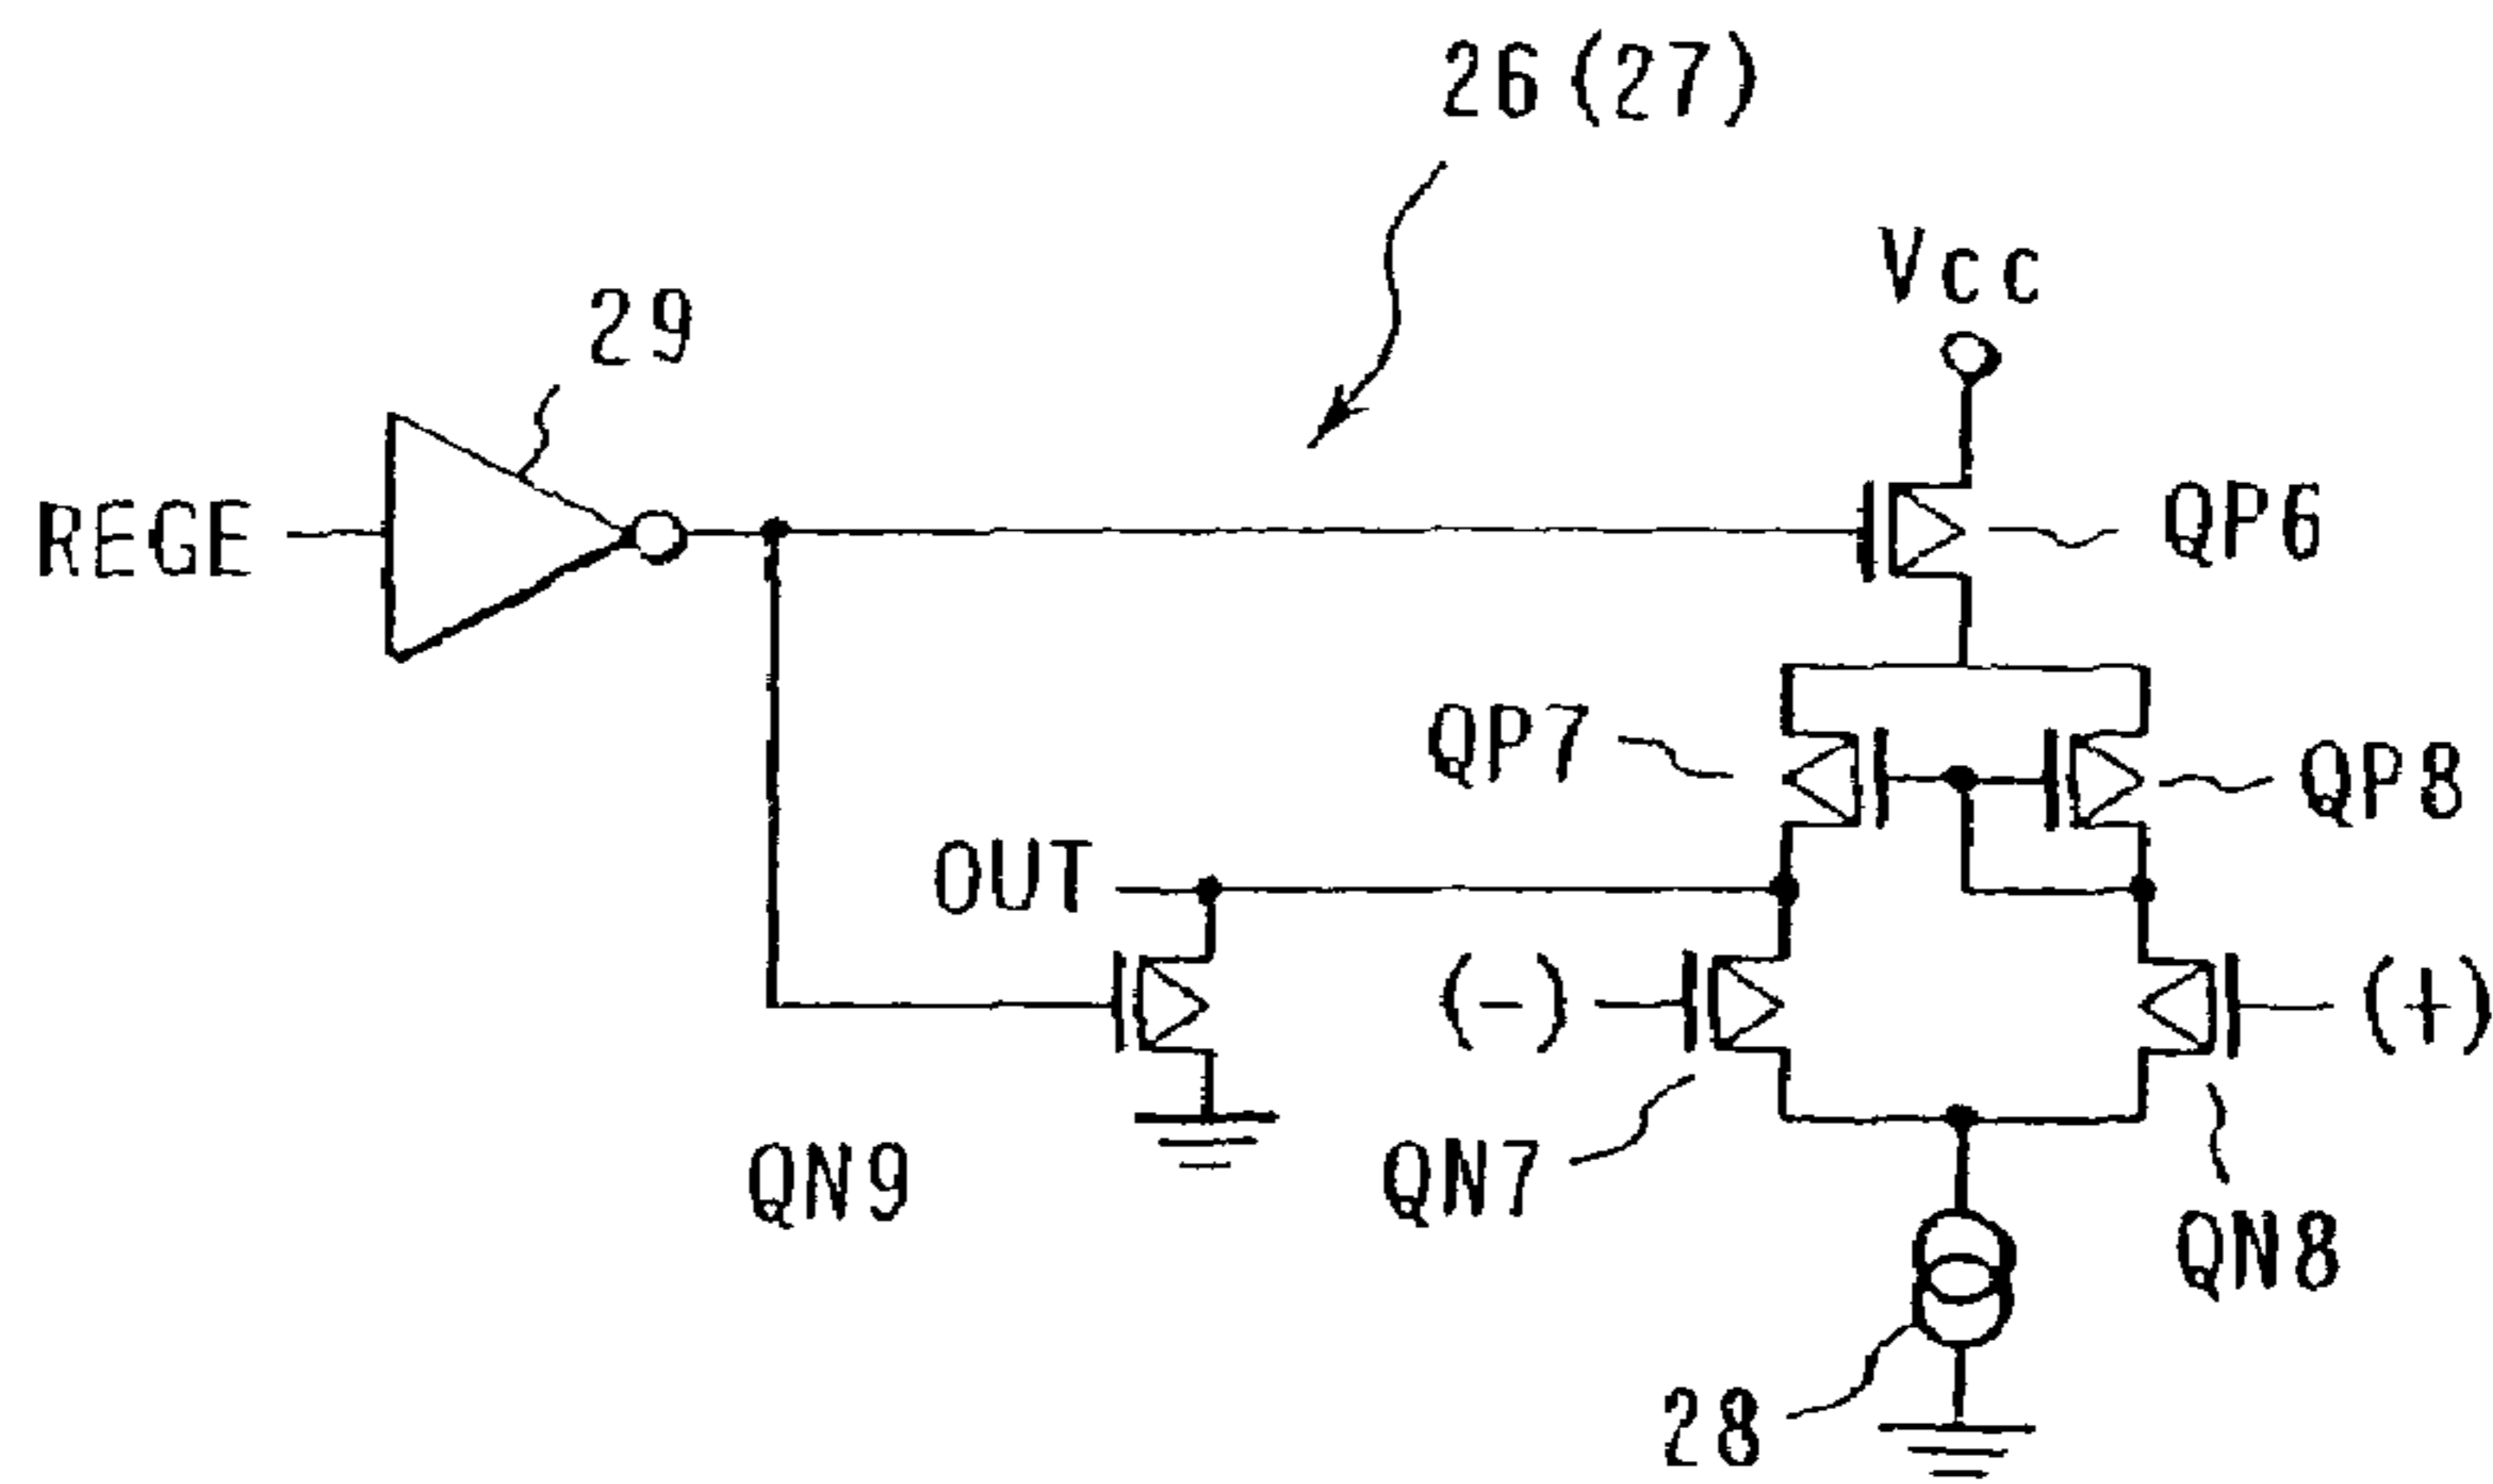 26(27)
Vcc
29
REGE
QP6
QP7
QP8
OUT
(-)
(+)
QN9
QN7
QN8
28